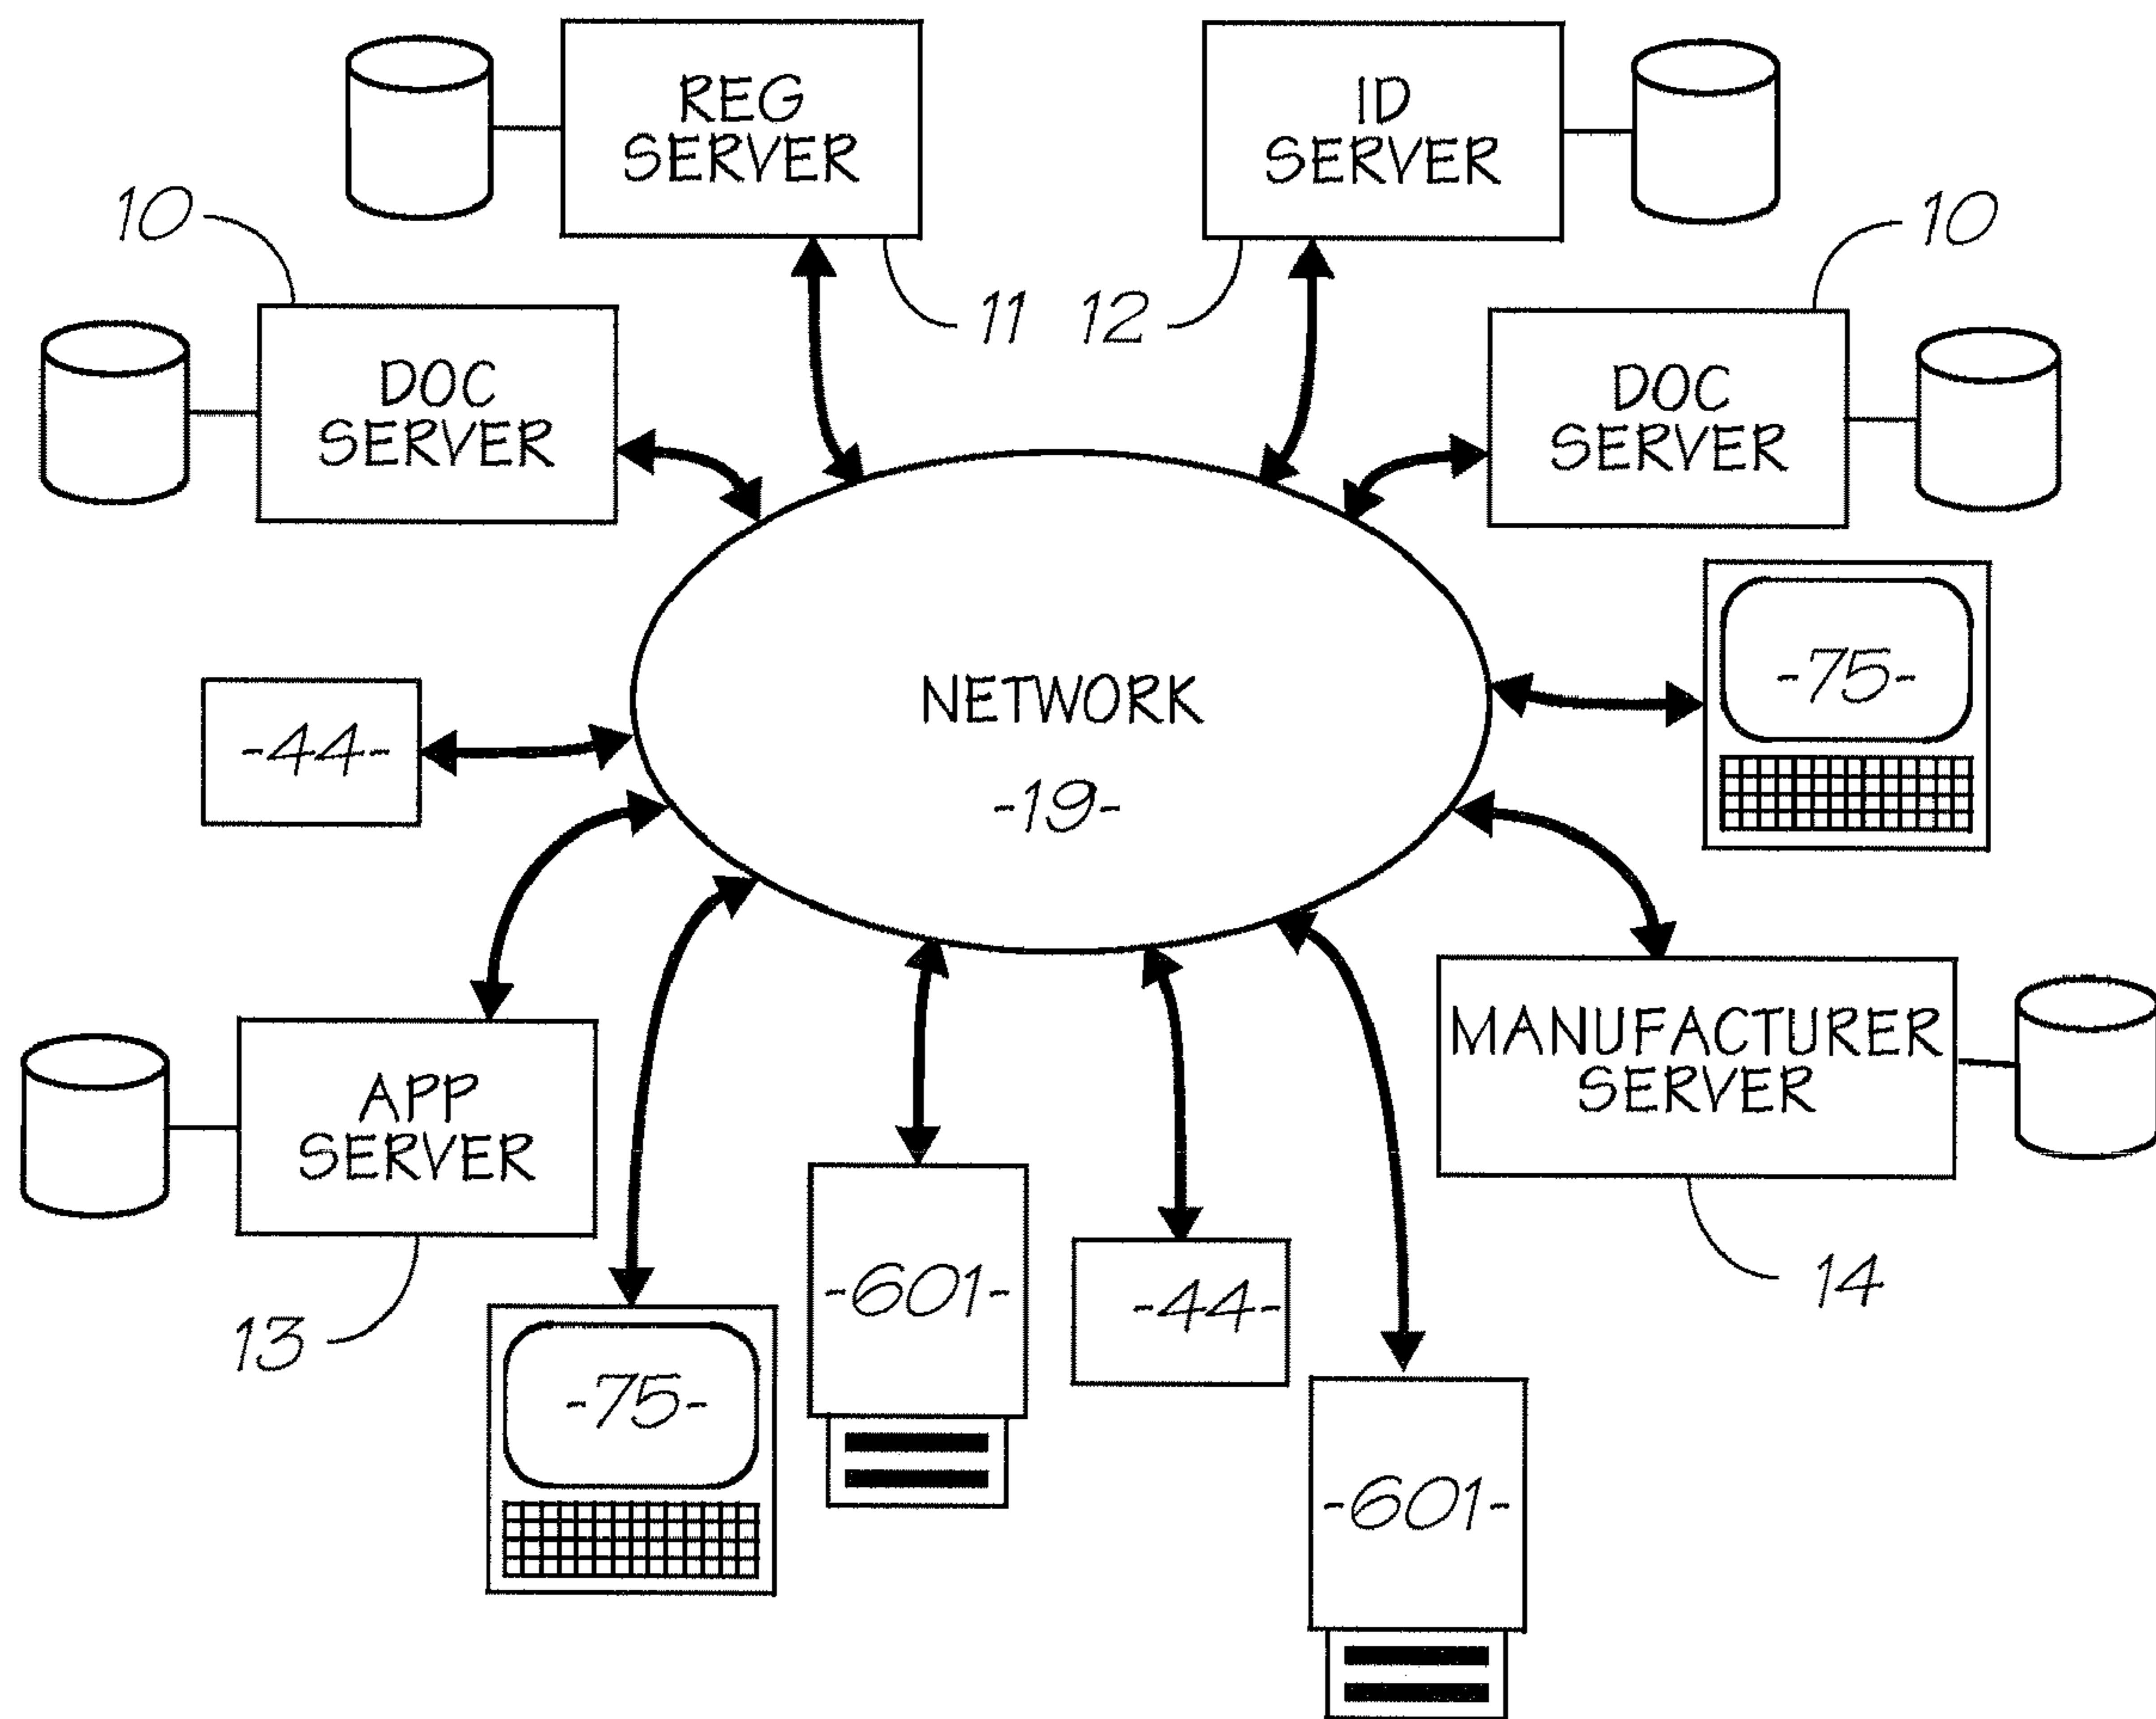 REG
SERVER
ID
SERVER
10
10
11
12
DOC
SERVER
DOC
SERVER
-75-
NETWORK
-19-
-44-
MANUFACTURER
SERVER
APP
SERVER
-601-
-44-
14
13
-75-
-601-